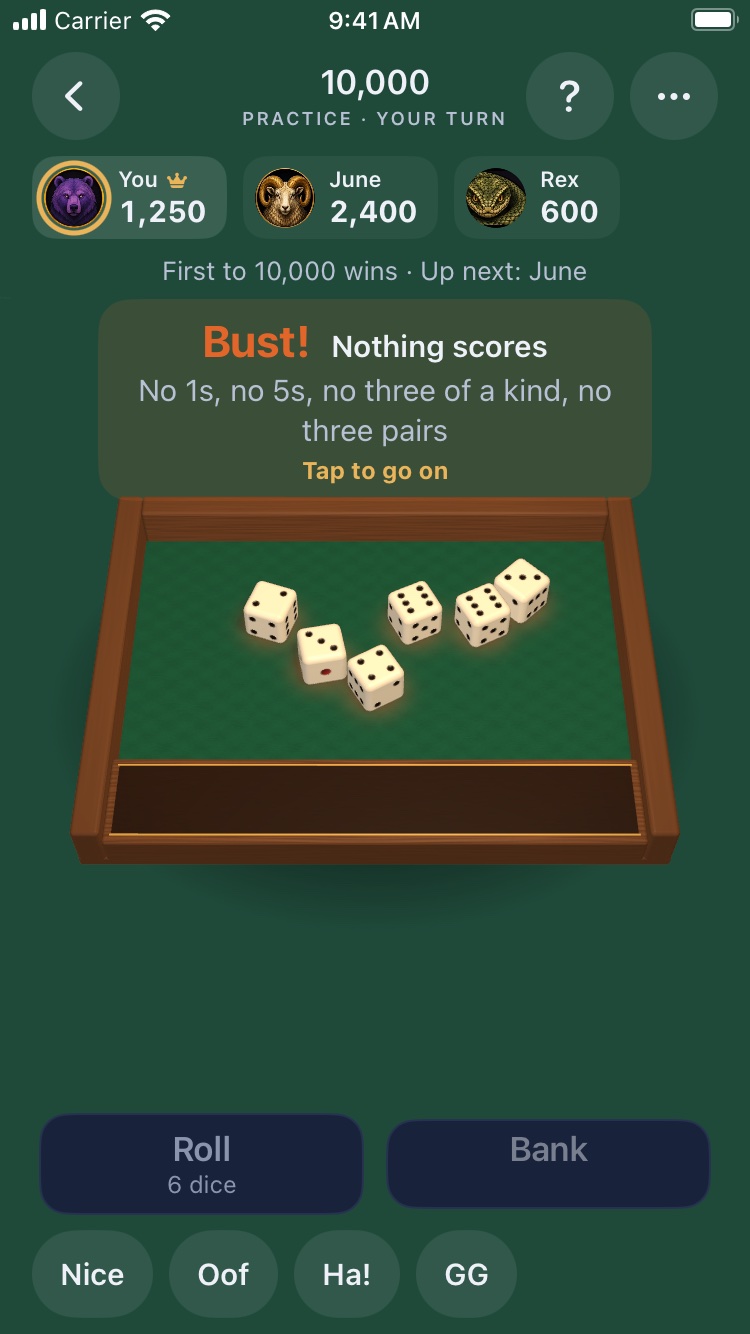 Carrier
9:41 AM
10,000
PRACTICE · YOUR TURN
?
You
1,250
June
2,400
Rex
600
First to 10,000 wins · Up next: June
Bust! Nothing scores
No 1s, no 5s, no three of a kind, no
three pairs
Tap to go on
Roll
6 dice
Bank
Nice
Oof
Ha!
GG